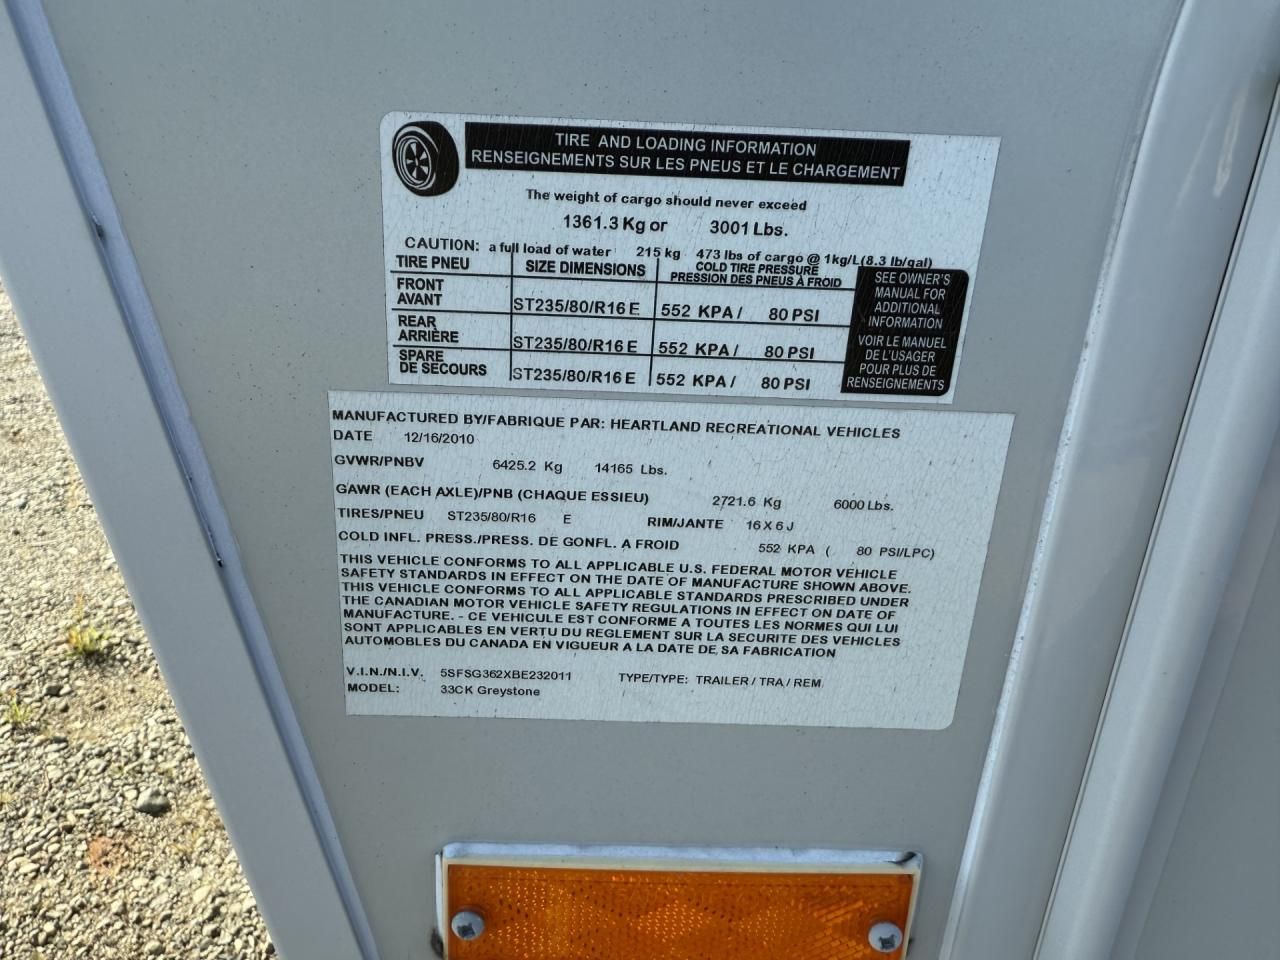 TIRE AND LOADING INFORMATION
RENSEIGNEMENTS SUR LES PNEUS ET LE CHARGEMENT
The weight of cargo should never exceed
1361.3 Kg or 3001 Lbs.
CAUTION: a full load of water 215 kg 473 lbs of cargo @ 1kg/L(8.3 lb/gal)
TIRE PNEU SIZE DIMENSIONS COLD TIRE PRESSURE
PRESSION DES PNEUS À FROID
FRONT
AVANT ST235/80/R16 E 552 KPA / 80 PSI
REAR
ARRIÈRE ST235/80/R16 E 552 KPA / 80 PSI
SPARE
DE SECOURS ST235/80/R16 E 552 KPA / 80 PSI
SEE OWNER'S
MANUAL FOR
ADDITIONAL
INFORMATION
VOIR LE MANUEL
DE L'USAGER
POUR PLUS DE
RENSEIGNEMENTS
MANUFACTURED BY/FABRIQUE PAR: HEARTLAND RECREATIONAL VEHICLES
DATE 12/16/2010
GVWR/PNBV 6425.2 Kg 14165 Lbs.
GAWR (EACH AXLE)/PNB (CHAQUE ESSIEU) 2721.6 Kg 6000 Lbs.
TIRES/PNEU ST235/80/R16 E RIM/JANTE 16 X 6 J
COLD INFL. PRESS./PRESS. DE GONFL. A FROID 552 KPA ( 80 PSI/LPC)
THIS VEHICLE CONFORMS TO ALL APPLICABLE U.S. FEDERAL MOTOR VEHICLE
SAFETY STANDARDS IN EFFECT ON THE DATE OF MANUFACTURE SHOWN ABOVE.
THIS VEHICLE CONFORMS TO ALL APPLICABLE STANDARDS PRESCRIBED UNDER
THE CANADIAN MOTOR VEHICLE SAFETY REGULATIONS IN EFFECT ON DATE OF
MANUFACTURE. - CE VEHICULE EST CONFORME A TOUTES LES NORMES QUI LUI
SONT APPLICABLES EN VERTU DU REGLEMENT SUR LA SECURITE DES VEHICLES
AUTOMOBILES DU CANADA EN VIGUEUR A LA DATE DE SA FABRICATION
V.I.N./N.I.V. 5SFSG362XBE232011 TYPE/TYPE: TRAILER / TRA / REM
MODEL: 33CK Greystone